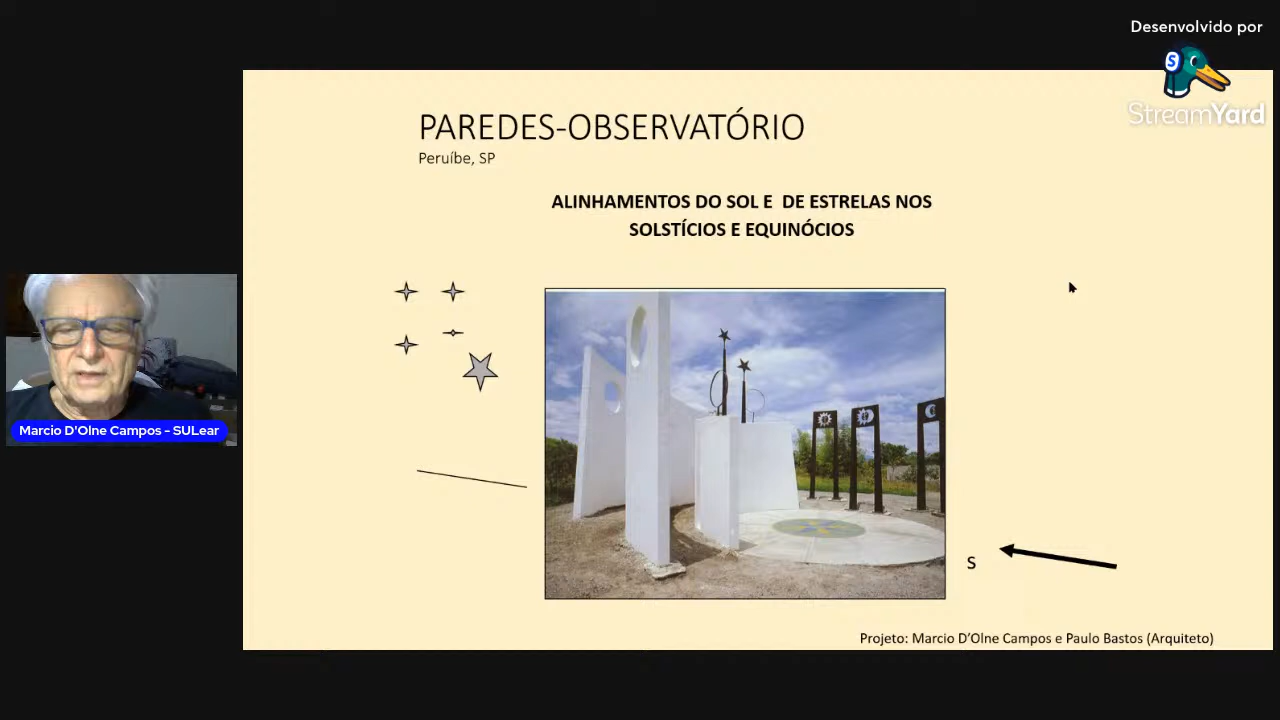 Desenvolvido por
StreamYard
PAREDES-OBSERVATÓRIO
Peruíbe, SP
ALINHAMENTOS DO SOL E  DE ESTRELAS NOS
SOLSTÍCIOS E EQUINÓCIOS
Marcio D'Olne Campos - SULear
S
Projeto: Marcio D’Olne Campos e Paulo Bastos (Arquiteto)